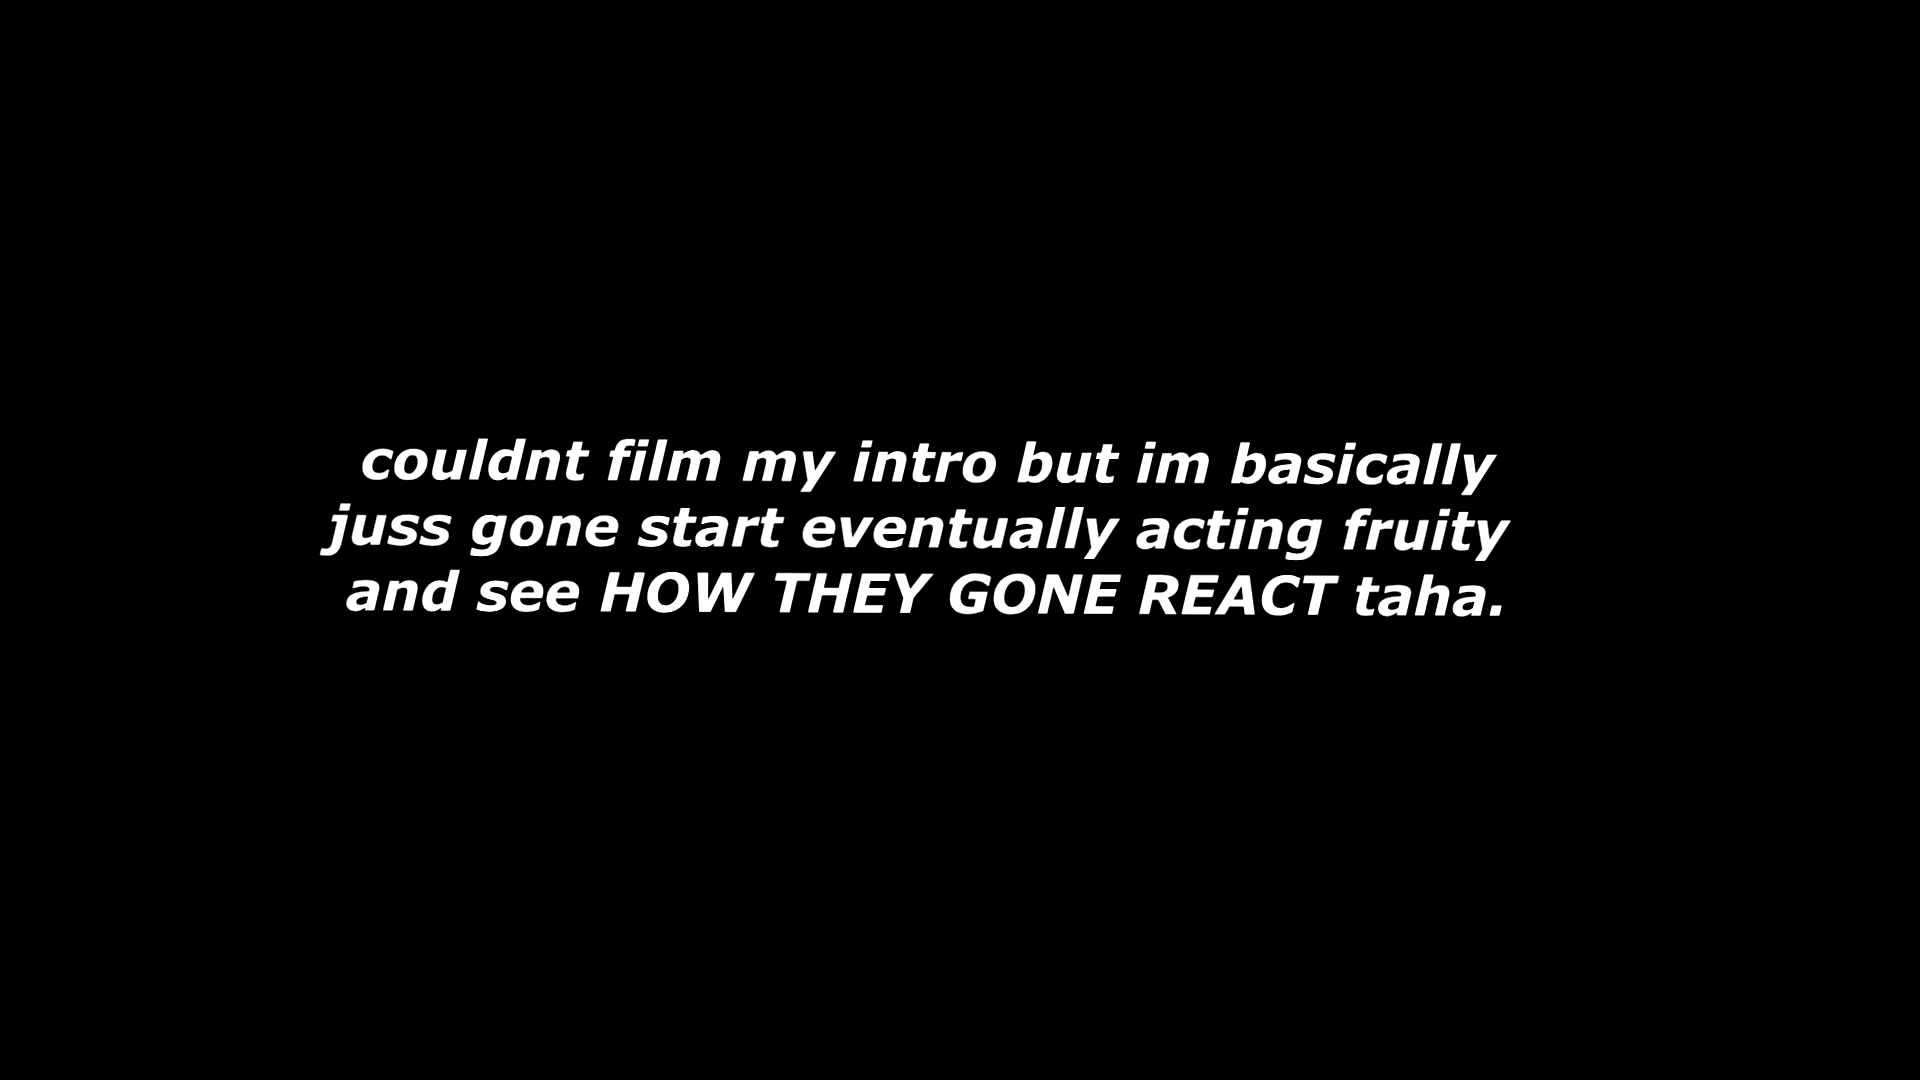 couldnt film my intro but im basically
juss gone start eventually acting fruity
and see HOW THEY GONE REACT taha.